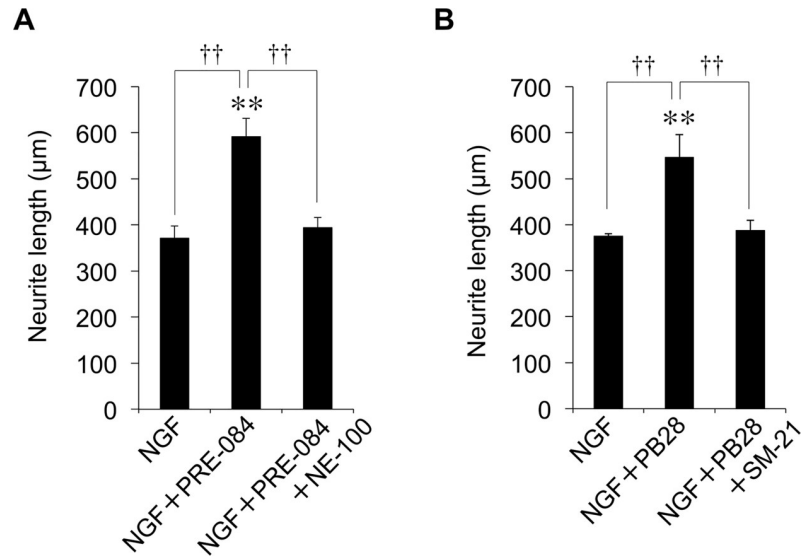 A
††
††
**
700
600
500
400
300
200
100
0
Neurite length (μm)
NGF
NGF+PRE-084
NGF+PRE-084
+NE-100
B
††
††
**
700
600
500
400
300
200
100
0
Neurite length (μm)
NGF
NGF+PB28
NGF+PB28
+SM-21